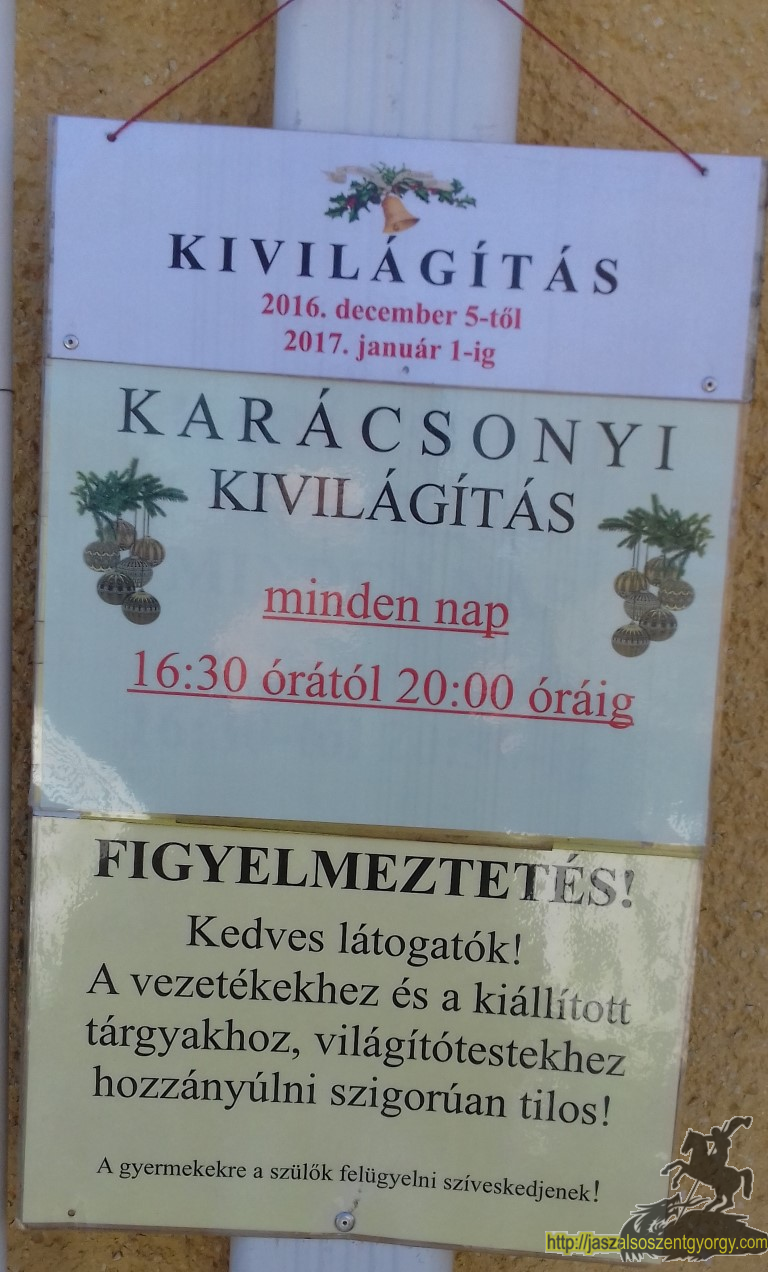 KIVILÁGÍTÁS
2016. december 5-től
2017. január 1-ig
KARÁCSONYI
KIVILÁGÍTÁS
minden nap
16:30 órától 20:00 óráig
FIGYELMEZTETÉS!
Kedves látogatók!
A vezetékekhez és a kiállított
tárgyakhoz, világítótestekhez
hozzányúlni szigorúan tilos!
A gyermekekre a szülők felügyelni szíveskedjenek!
http://jaszalsoszentgyorgy.com